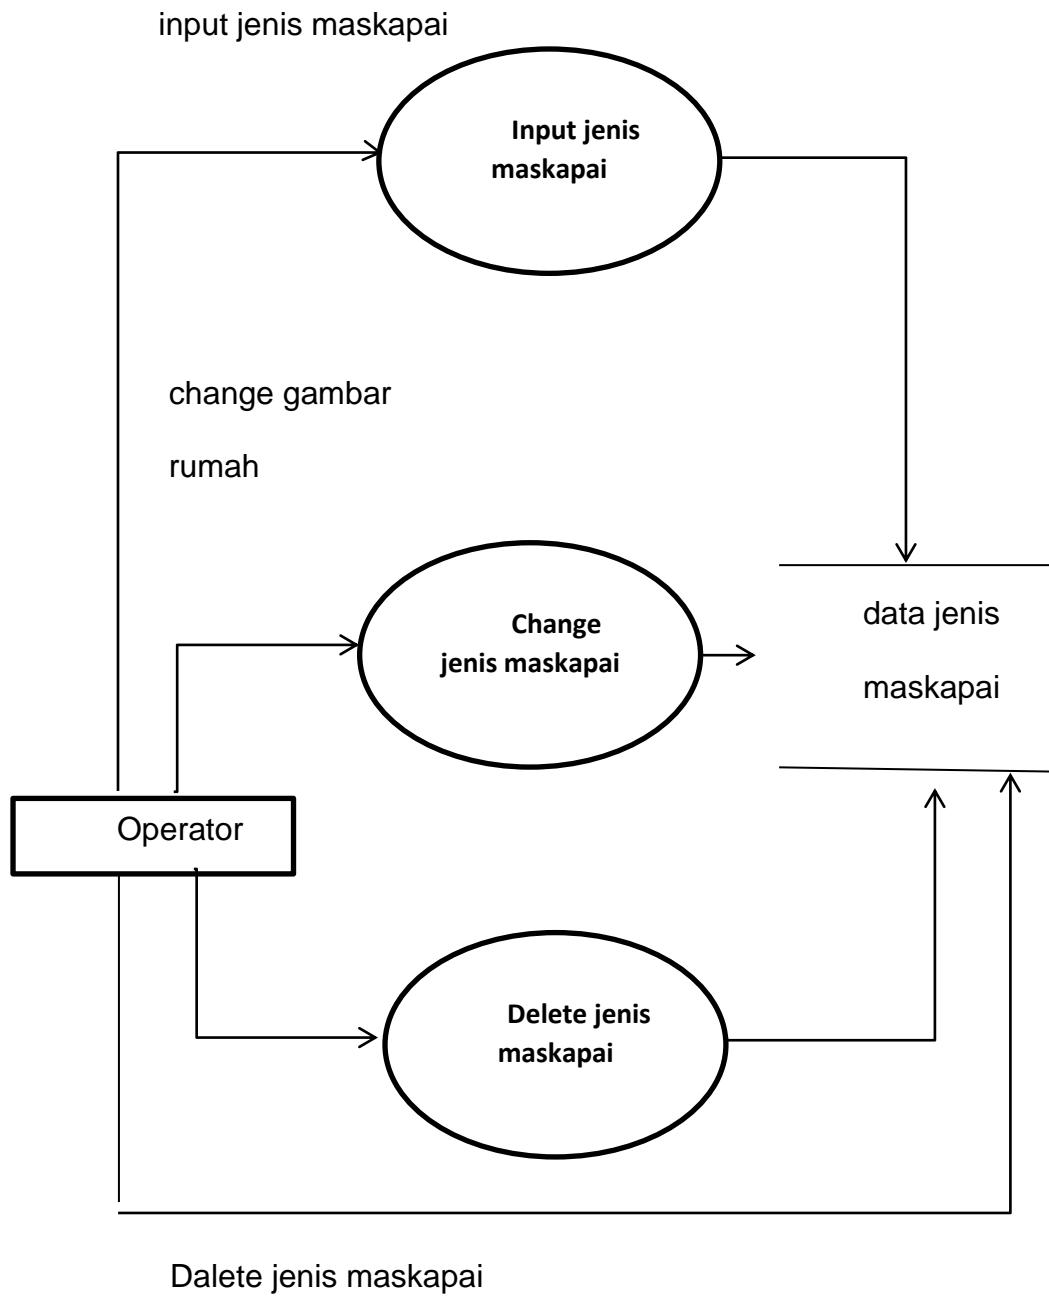 input jenis maskapai
Input jenis
maskapai
change gambar
rumah
Change
jenis maskapai
data jenis
maskapai
Operator
Delete jenis
maskapai
Dalete jenis maskapai